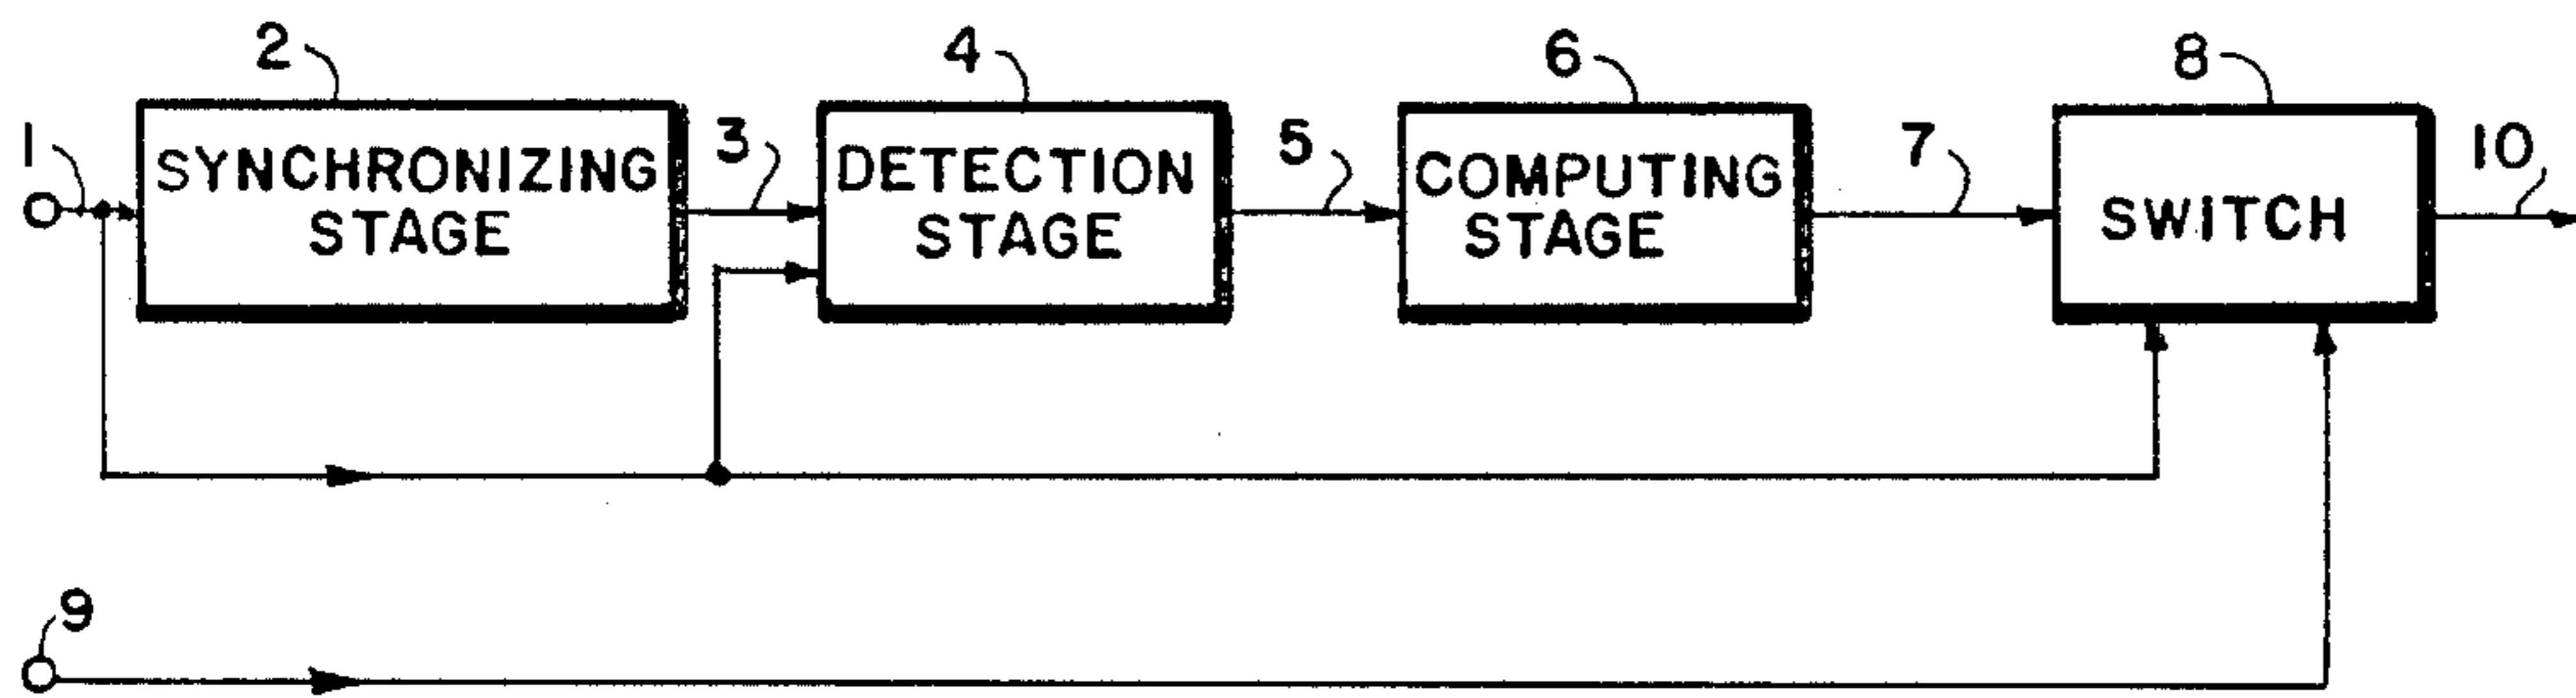 2
4
6
8
1
3
5
7
10
SYNCHRONIZING
STAGE
DETECTION
STAGE
COMPUTING
STAGE
SWITCH
9